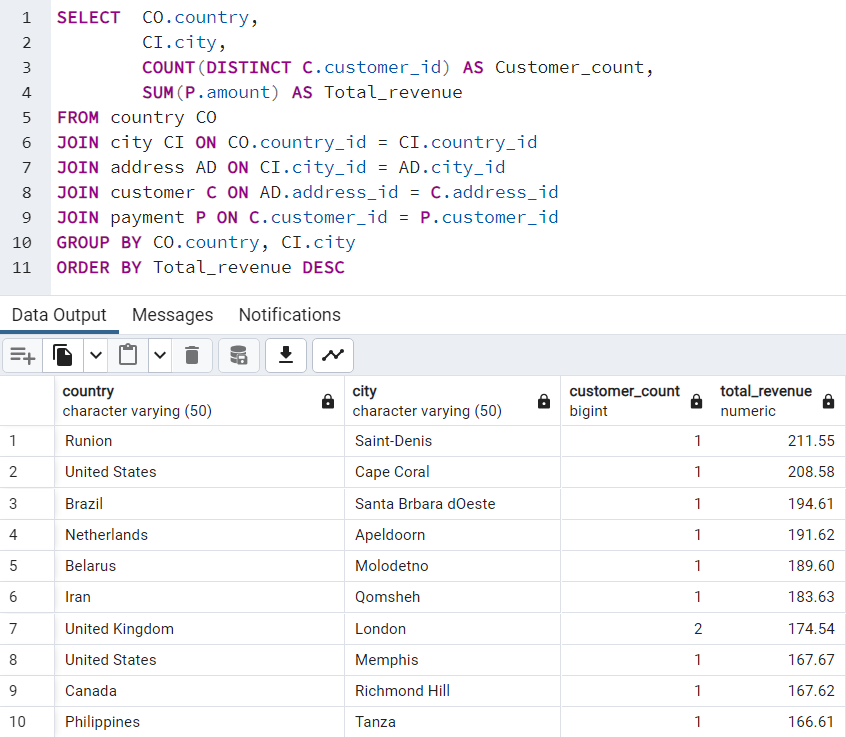 1 SELECT CO.country,
2 CI.city,
3 COUNT(DISTINCT C.customer_id) AS Customer_count,
4 SUM(P.amount) AS Total_revenue
5 FROM country CO
6 JOIN city CI ON CO.country_id = CI.country_id
7 JOIN address AD ON CI.city_id = AD.city_id
8 JOIN customer C ON AD.address_id = C.address_id
9 JOIN payment P ON C.customer_id = P.customer_id
10 GROUP BY CO.country, CI.city
11 ORDER BY Total_revenue DESC
Data Output Messages Notifications
country city customer_count total_revenue
character varying (50) character varying (50) bigint numeric
1 Runion Saint-Denis 1 211.55
2 United States Cape Coral 1 208.58
3 Brazil Santa Brbara dOeste 1 194.61
4 Netherlands Apeldoorn 1 191.62
5 Belarus Molodetno 1 189.60
6 Iran Qomsheh 1 183.63
7 United Kingdom London 2 174.54
8 United States Memphis 1 167.67
9 Canada Richmond Hill 1 167.62
10 Philippines Tanza 1 166.61